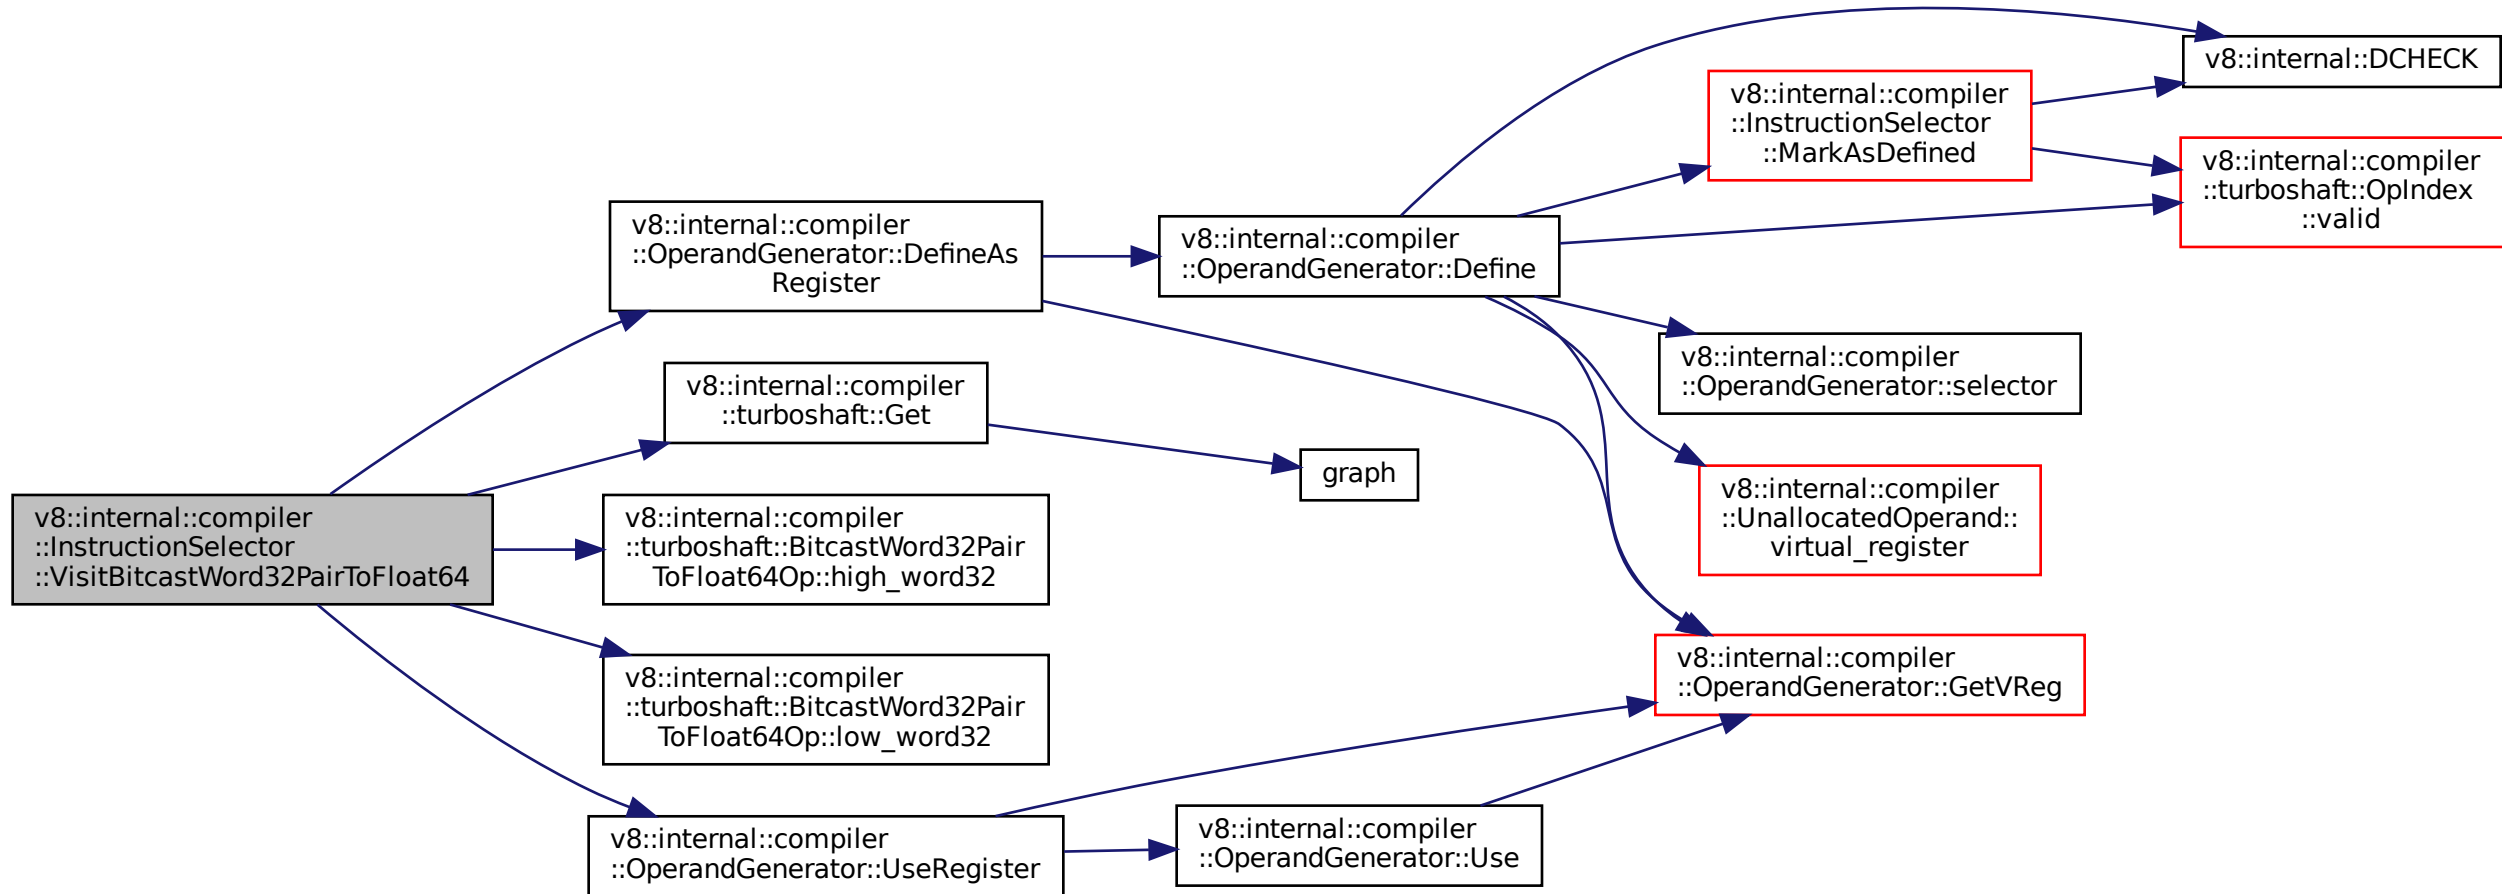 v8::internal::compiler
::InstructionSelector
::VisitBitcastWord32PairToFloat64
v8::internal::compiler
::OperandGenerator::DefineAs
Register
v8::internal::compiler
::turboshaft::Get
v8::internal::compiler
::turboshaft::BitcastWord32Pair
ToFloat64Op::high_word32
v8::internal::compiler
::turboshaft::BitcastWord32Pair
ToFloat64Op::low_word32
v8::internal::compiler
::OperandGenerator::UseRegister
v8::internal::compiler
::OperandGenerator::Define
graph
v8::internal::compiler
::OperandGenerator::Use
v8::internal::compiler
::InstructionSelector
::MarkAsDefined
v8::internal::compiler
::OperandGenerator::selector
v8::internal::compiler
::UnallocatedOperand::
virtual_register
v8::internal::compiler
::OperandGenerator::GetVReg
v8::internal::DCHECK
v8::internal::compiler
::turboshaft::OpIndex
::valid